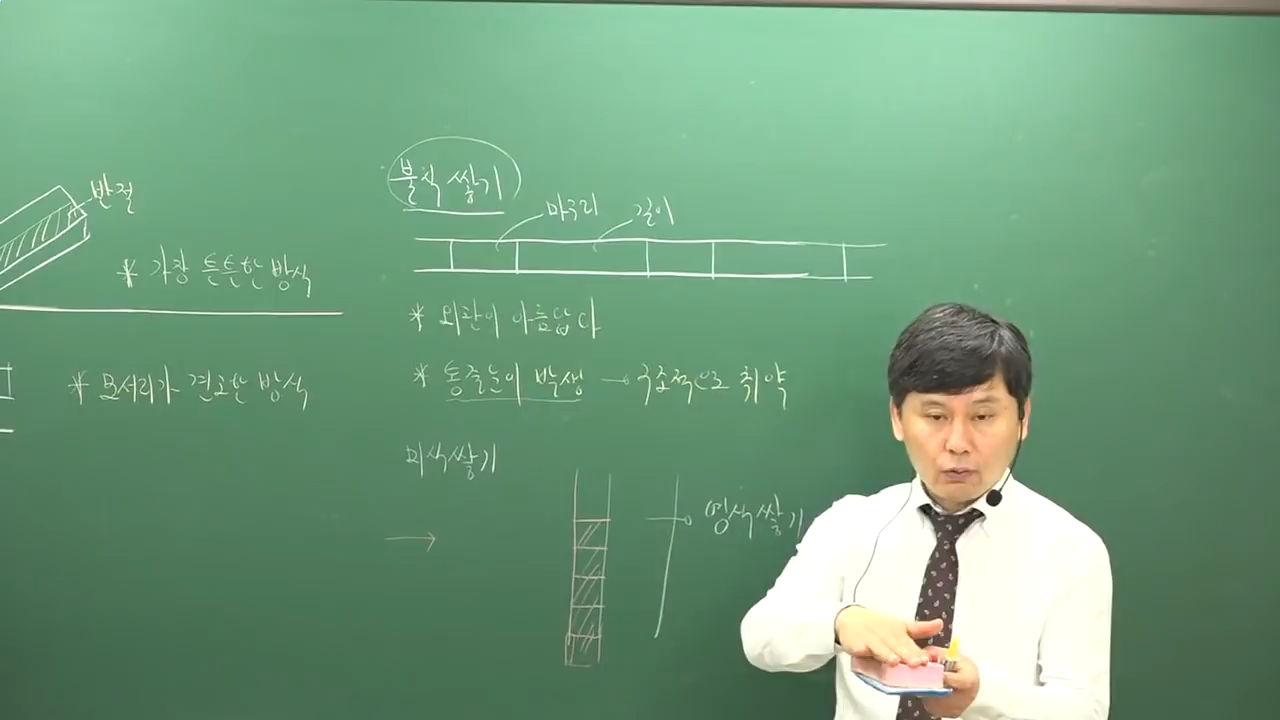 반절
* 가장 튼튼한 방식
* 모서리가 견고한 방식
불식 쌓기
마구리 길이
* 외관이 아름답다
* 통줄눈이 발생 → 구조적으로 취약
미식쌓기
→
영식쌓기